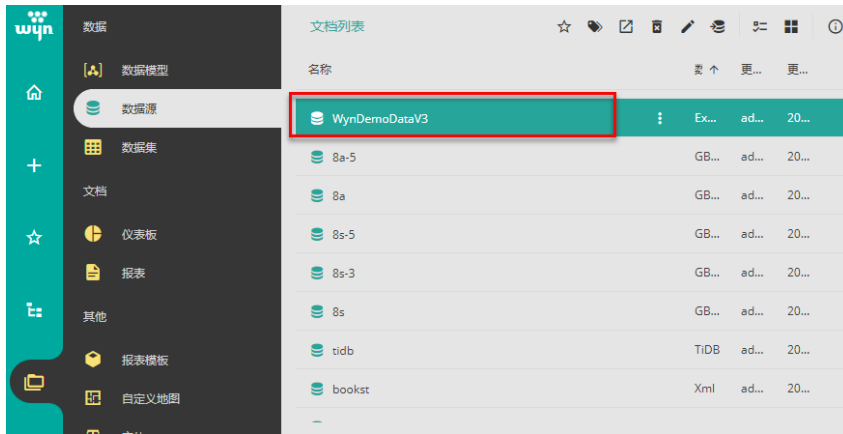 wyn
数据
文档列表
数据模型
名称
更...
更...
数据源
WynDemoDataV3
Ex...
ad...
20...
数据集
8a-5
GB...
ad...
20...
文档
8a
GB...
ad...
20...
仪表板
8s-5
GB...
ad...
20...
报表
8s-3
GB...
ad...
20...
其他
8s
GB...
ad...
20...
报表模板
tidb
TiDB
ad...
20...
自定义地图
bookst
Xml
ad...
20...